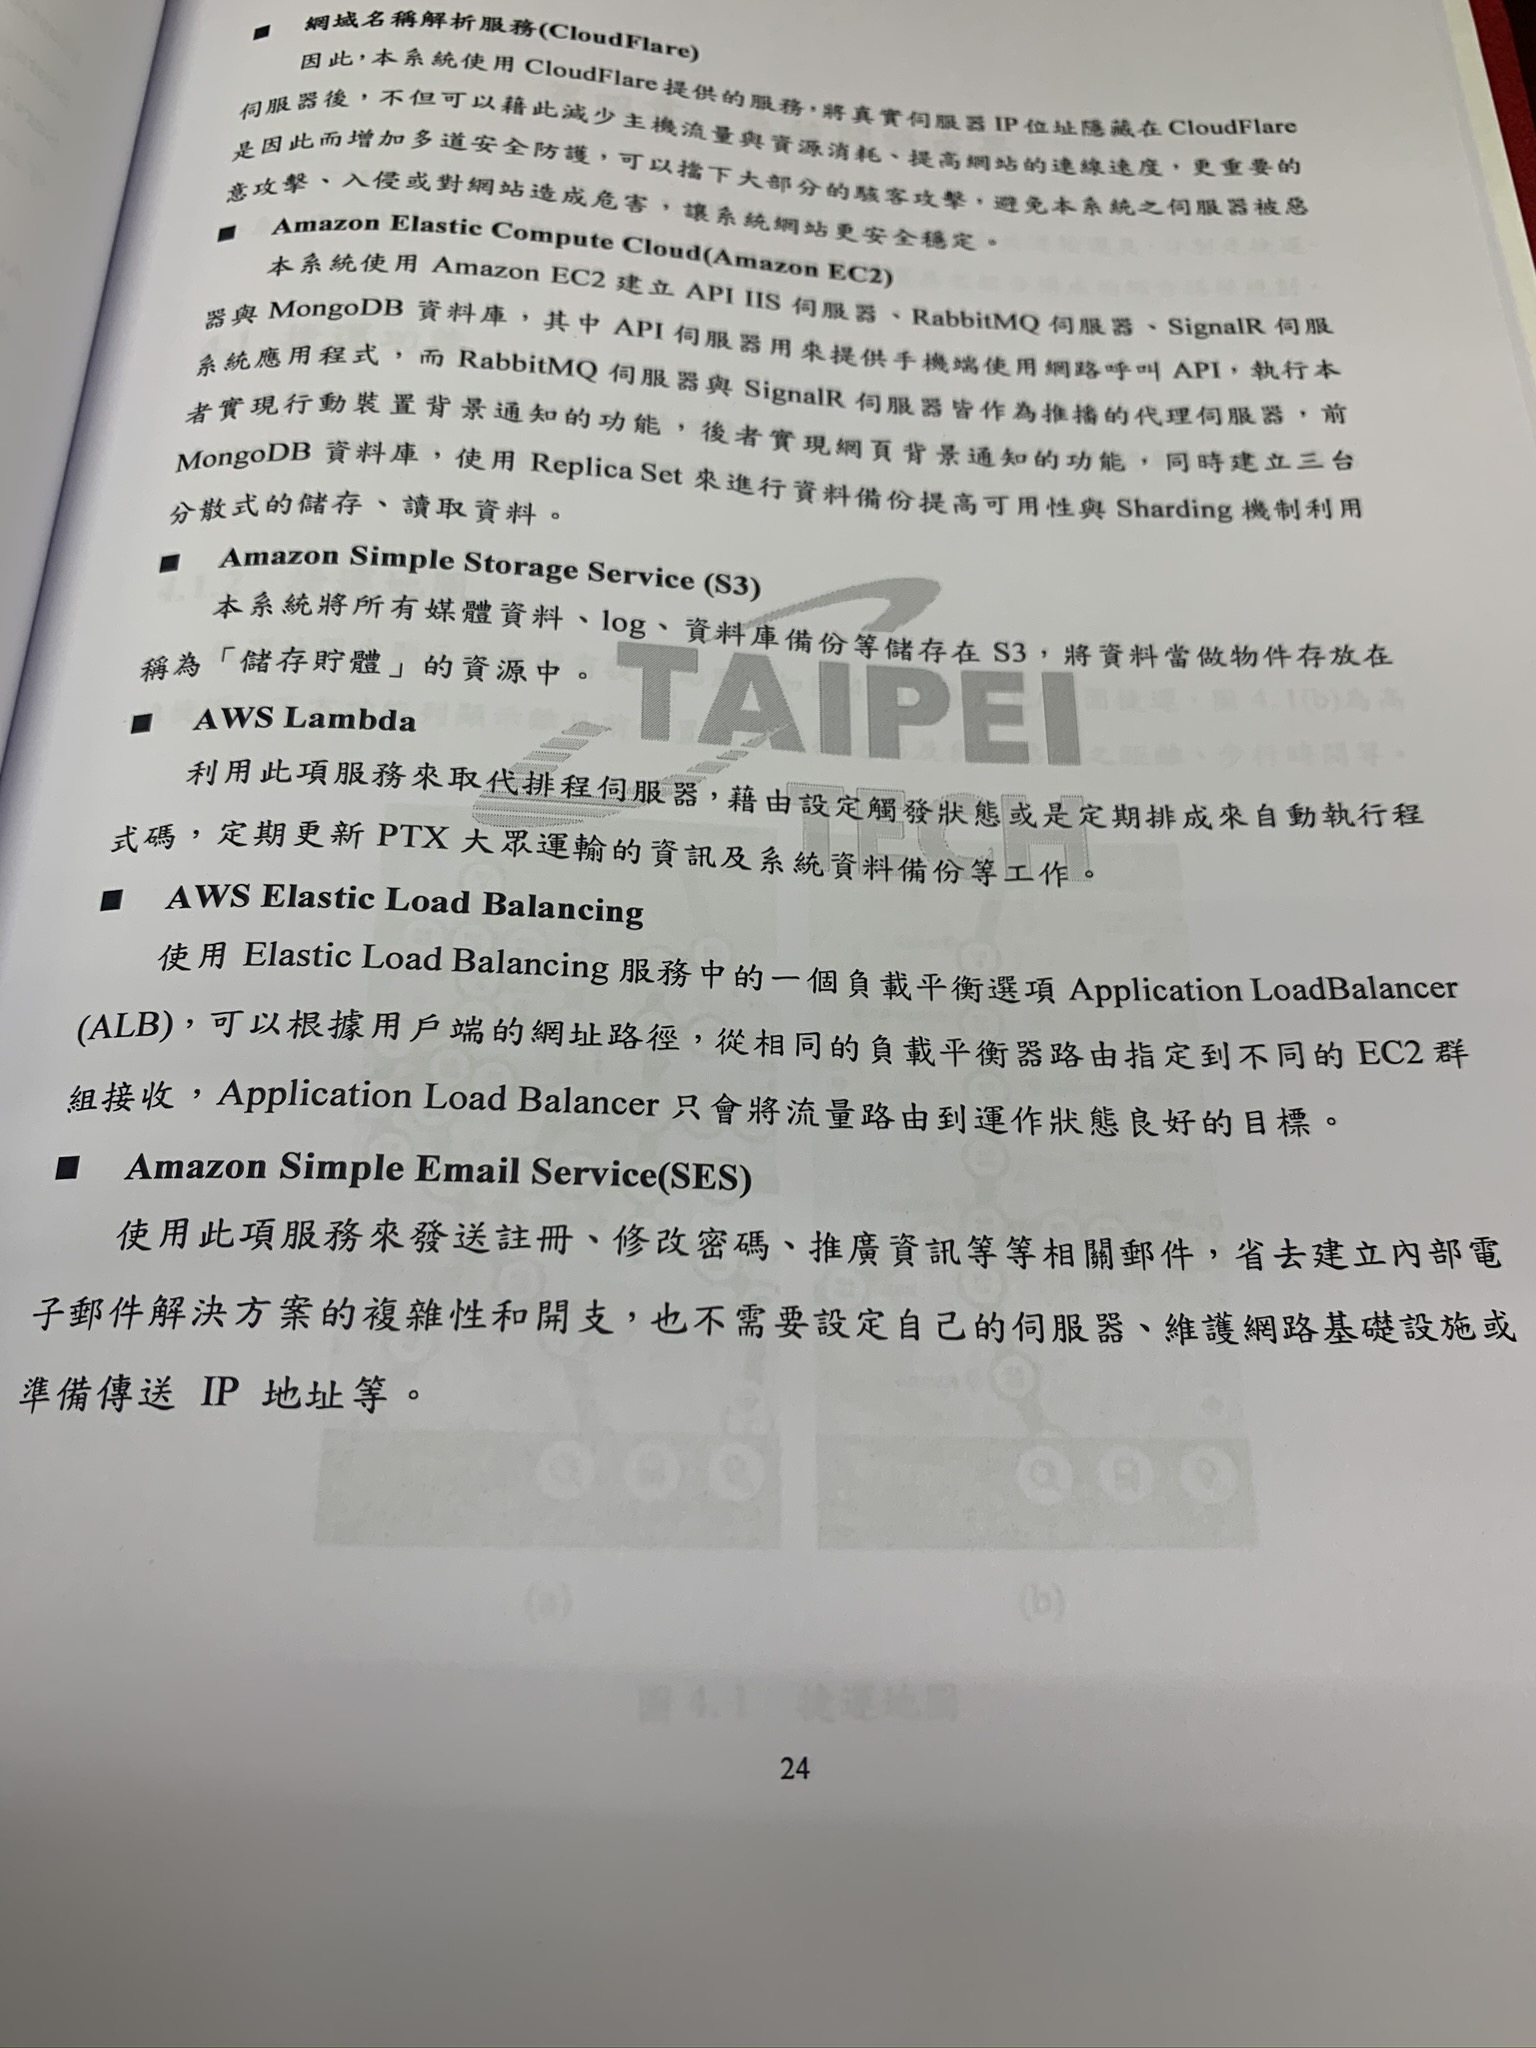 ■ 網域名稱解析服務(CloudFlare)
因此，本系統使用 CloudFlare 提供的服務，將真實伺服器 IP 位址隱藏在 CloudFlare
伺服器後，不但可以藉此減少主機流量與資源消耗、提高網站的連線速度，更重要的
是因此而增加多道安全防護，可以擋下大部分的駭客攻擊，避免本系統之伺服器被惡
意攻擊、入侵或對網站造成危害，讓系統網站更安全穩定。
■ Amazon Elastic Compute Cloud(Amazon EC2)
本系統使用 Amazon EC2 建立 API IIS 伺服器、RabbitMQ 伺服器、SignalR 伺服
器與 MongoDB 資料庫，其中 API 伺服器用來提供手機端使用網路呼叫 API，執行本
系統應用程式，而 RabbitMQ 伺服器與 SignalR 伺服器皆作為推播的代理伺服器，前
者實現行動裝置背景通知的功能，後者實現網頁背景通知的功能，同時建立三台
MongoDB 資料庫，使用 Replica Set 來進行資料備份提高可用性與 Sharding 機制利用
分散式的儲存、讀取資料。
■ Amazon Simple Storage Service (S3)
本系統將所有媒體資料、log、資料庫備份等儲存在 S3，將資料當做物件存放在
稱為「儲存貯體」的資源中。
TAIPEI
TECH
■ AWS Lambda
利用此項服務來取代排程伺服器，藉由設定觸發狀態或是定期排成來自動執行程
式碼，定期更新 PTX 大眾運輸的資訊及系統資料備份等工作。
■ AWS Elastic Load Balancing
使用 Elastic Load Balancing 服務中的一個負載平衡選項 Application LoadBalancer
(ALB)，可以根據用戶端的網址路徑，從相同的負載平衡器路由指定到不同的 EC2 群
組接收，Application Load Balancer 只會將流量路由到運作狀態良好的目標。
■ Amazon Simple Email Service(SES)
使用此項服務來發送註冊、修改密碼、推廣資訊等等相關郵件，省去建立內部電
子郵件解決方案的複雜性和開支，也不需要設定自己的伺服器、維護網路基礎設施或
準備傳送 IP 地址等。
(a) (b)
圖 4.1 捷運地圖
24